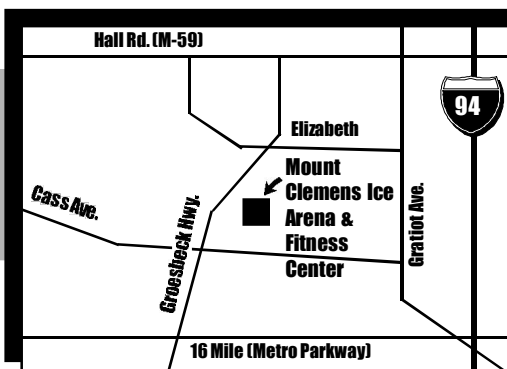 Hall Rd. (M-59)
94
Elizabeth
Mount
Clemens Ice
Arena &
Fitness
Center
Cass Ave.
Groesbeck Hwy.
Gratiot Ave.
16 Mile (Metro Parkway)